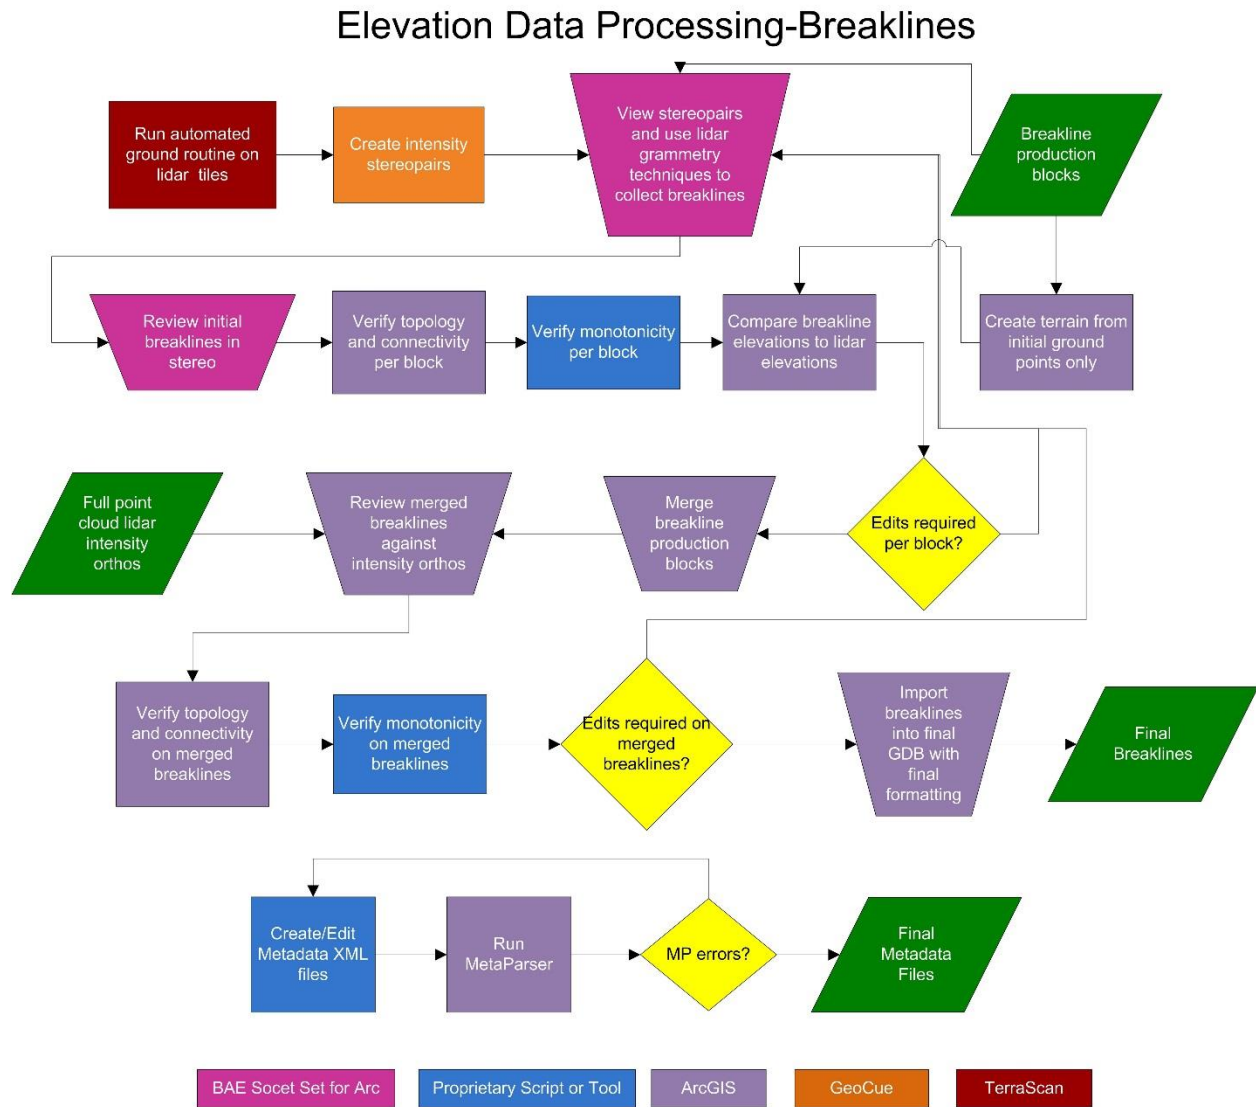 Elevation Data Processing-Breaklines
Run automated
ground routine on
lidar tiles
Create intensity
stereopairs
View stereopairs
and use lidar
grammetry
techniques to
collect breaklines
Breakline
production
blocks
Review initial
breaklines in
stereo
Verify topology
and connectivity
per block
Verify monotonicity
per block
Compare breakline
elevations to lidar
elevations
Create terrain from
initial ground
points only
Full point
cloud lidar
intensity
orthos
Review merged
breaklines
against
intensity orthos
Merge
breakline
production
blocks
Edits required
per block?
Verify topology
and connectivity
on merged
breaklines
Verify monotonicity
on merged
breaklines
Edits required on
merged
breaklines?
Import
breaklines
into final
GDB with
final
formatting
Final
Breaklines
Create/Edit
Metadata XML
files
Run
MetaParser
MP errors?
Final
Metadata
Files
BAE Socet Set for Arc
Proprietary Script or Tool
ArcGIS
GeoCue
TerraScan